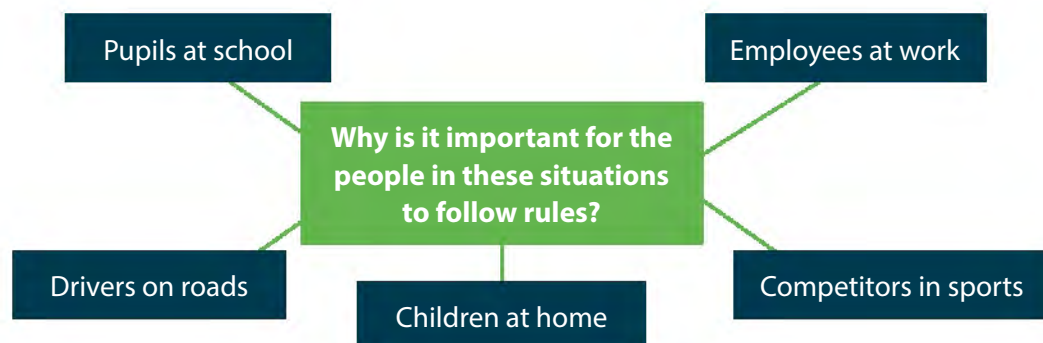 Pupils at school
Employees at work
Why is it important for the
people in these situations
to follow rules?
Drivers on roads
Children at home
Competitors in sports